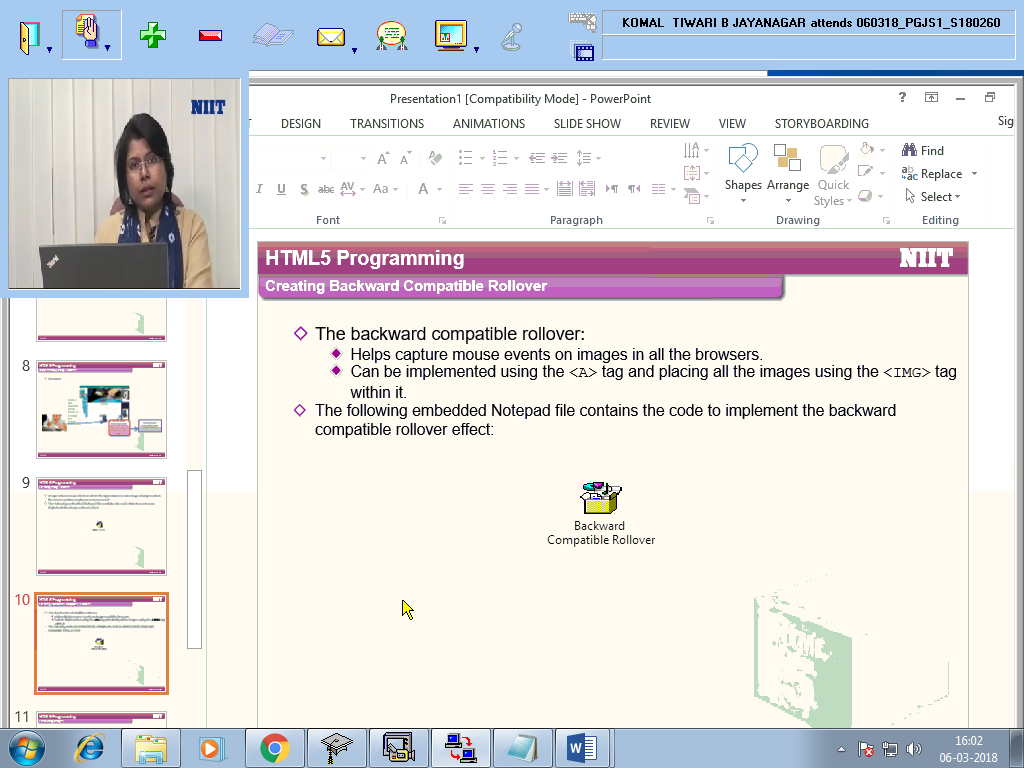 KOMAL TIWARI B JAYANAGAR attends 060318_PGJS1_S180260
NIIT
Presentation1 [Compatibility Mode] - PowerPoint
?
DESIGN TRANSITIONS ANIMATIONS SLIDE SHOW REVIEW VIEW STORYBOARDING Sig
I U S abc AV Aa A
Shapes Arrange Quick Styles
Find
Replace
Select
Font Paragraph Drawing Editing
HTML5 Programming NIIT
Creating Backward Compatible Rollover
The backward compatible rollover:
Helps capture mouse events on images in all the browsers.
Can be implemented using the <A> tag and placing all the images using the <IMG> tag
within it.
The following embedded Notepad file contains the code to implement the backward
compatible rollover effect:
Backward
Compatible Rollover
8
9
10
11
16:02
06-03-2018